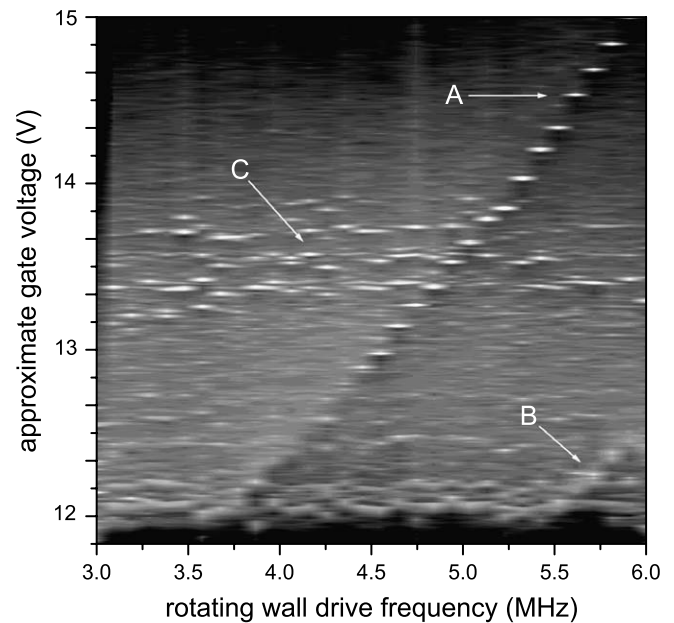 15
A
C
14
13
B
12
approximate gate voltage (V)
3.0 3.5 4.0 4.5 5.0 5.5 6.0
rotating wall drive frequency (MHz)